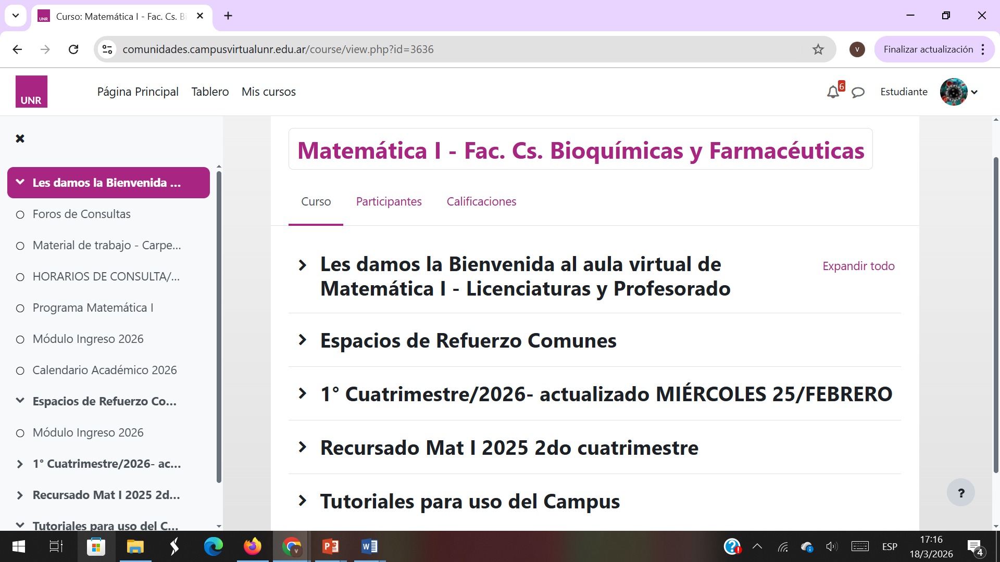 UNR
Curso: Matemática I - Fac. Cs. Bi
comunidades.campusvirtualunr.edu.ar/course/view.php?id=3636
V
Finalizar actualización
UNR
Página Principal
Tablero
Mis cursos
6
Estudiante
Les damos la Bienvenida ...
Foros de Consultas
Material de trabajo - Carpe...
HORARIOS DE CONSULTA/...
Programa Matemática I
Módulo Ingreso 2026
Calendario Académico 2026
Espacios de Refuerzo Co...
Módulo Ingreso 2026
1° Cuatrimestre/2026- ac...
Recursado Mat I 2025 2d...
Tutoriales para uso del C...
Matemática I - Fac. Cs. Bioquímicas y Farmacéuticas
Curso
Participantes
Calificaciones
Les damos la Bienvenida al aula virtual de
Matemática I - Licenciaturas y Profesorado
Expandir todo
Espacios de Refuerzo Comunes
1° Cuatrimestre/2026- actualizado MIÉRCOLES 25/FEBRERO
Recursado Mat I 2025 2do cuatrimestre
Tutoriales para uso del Campus
?
ESP
17:16
18/3/2026
4